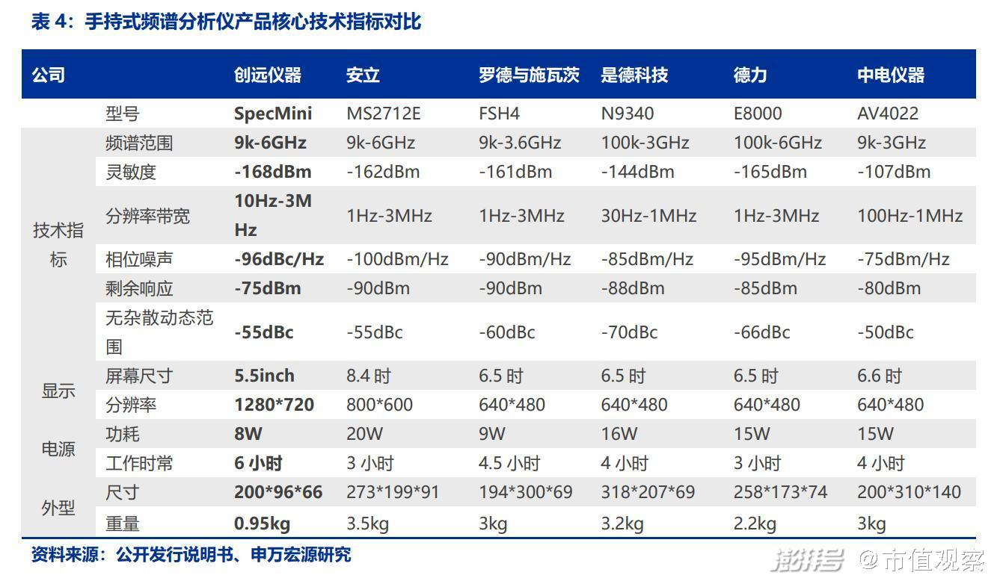 表 4：手持式频谱分析仪产品核心技术指标对比
公司 创远仪器 安立 罗德与施瓦茨 是德科技 德力 中电仪器
型号 SpecMini MS2712E FSH4 N9340 E8000 AV4022
技术指标
频谱范围 9k-6GHz 9k-6GHz 9k-3.6GHz 100k-3GHz 100k-6GHz 9k-3GHz
灵敏度 -168dBm -162dBm -161dBm -144dBm -165dBm -107dBm
分辨率带宽 10Hz-3MHz 1Hz-3MHz 1Hz-3MHz 30Hz-1MHz 1Hz-3MHz 100Hz-1MHz
相位噪声 -96dBc/Hz -100dBm/Hz -90dBm/Hz -85dBm/Hz -95dBm/Hz -75dBm/Hz
剩余响应 -75dBm -90dBm -90dBm -88dBm -85dBm -80dBm
无杂散动态范围 -55dBc -55dBc -60dBc -70dBc -66dBc -50dBc
显示
屏幕尺寸 5.5inch 8.4 时 6.5 时 6.5 时 6.5 时 6.6 时
分辨率 1280*720 800*600 640*480 640*480 640*480 640*480
电源
功耗 8W 20W 9W 16W 15W 15W
工作时常 6 小时 3 小时 4.5 小时 4 小时 3 小时 4 小时
外型
尺寸 200*96*66 273*199*91 194*300*69 318*207*69 258*173*74 200*310*140
重量 0.95kg 3.5kg 3kg 3.2kg 2.2kg 3kg
资料来源：公开发行说明书、申万宏源研究
澎湃号 @市值观察